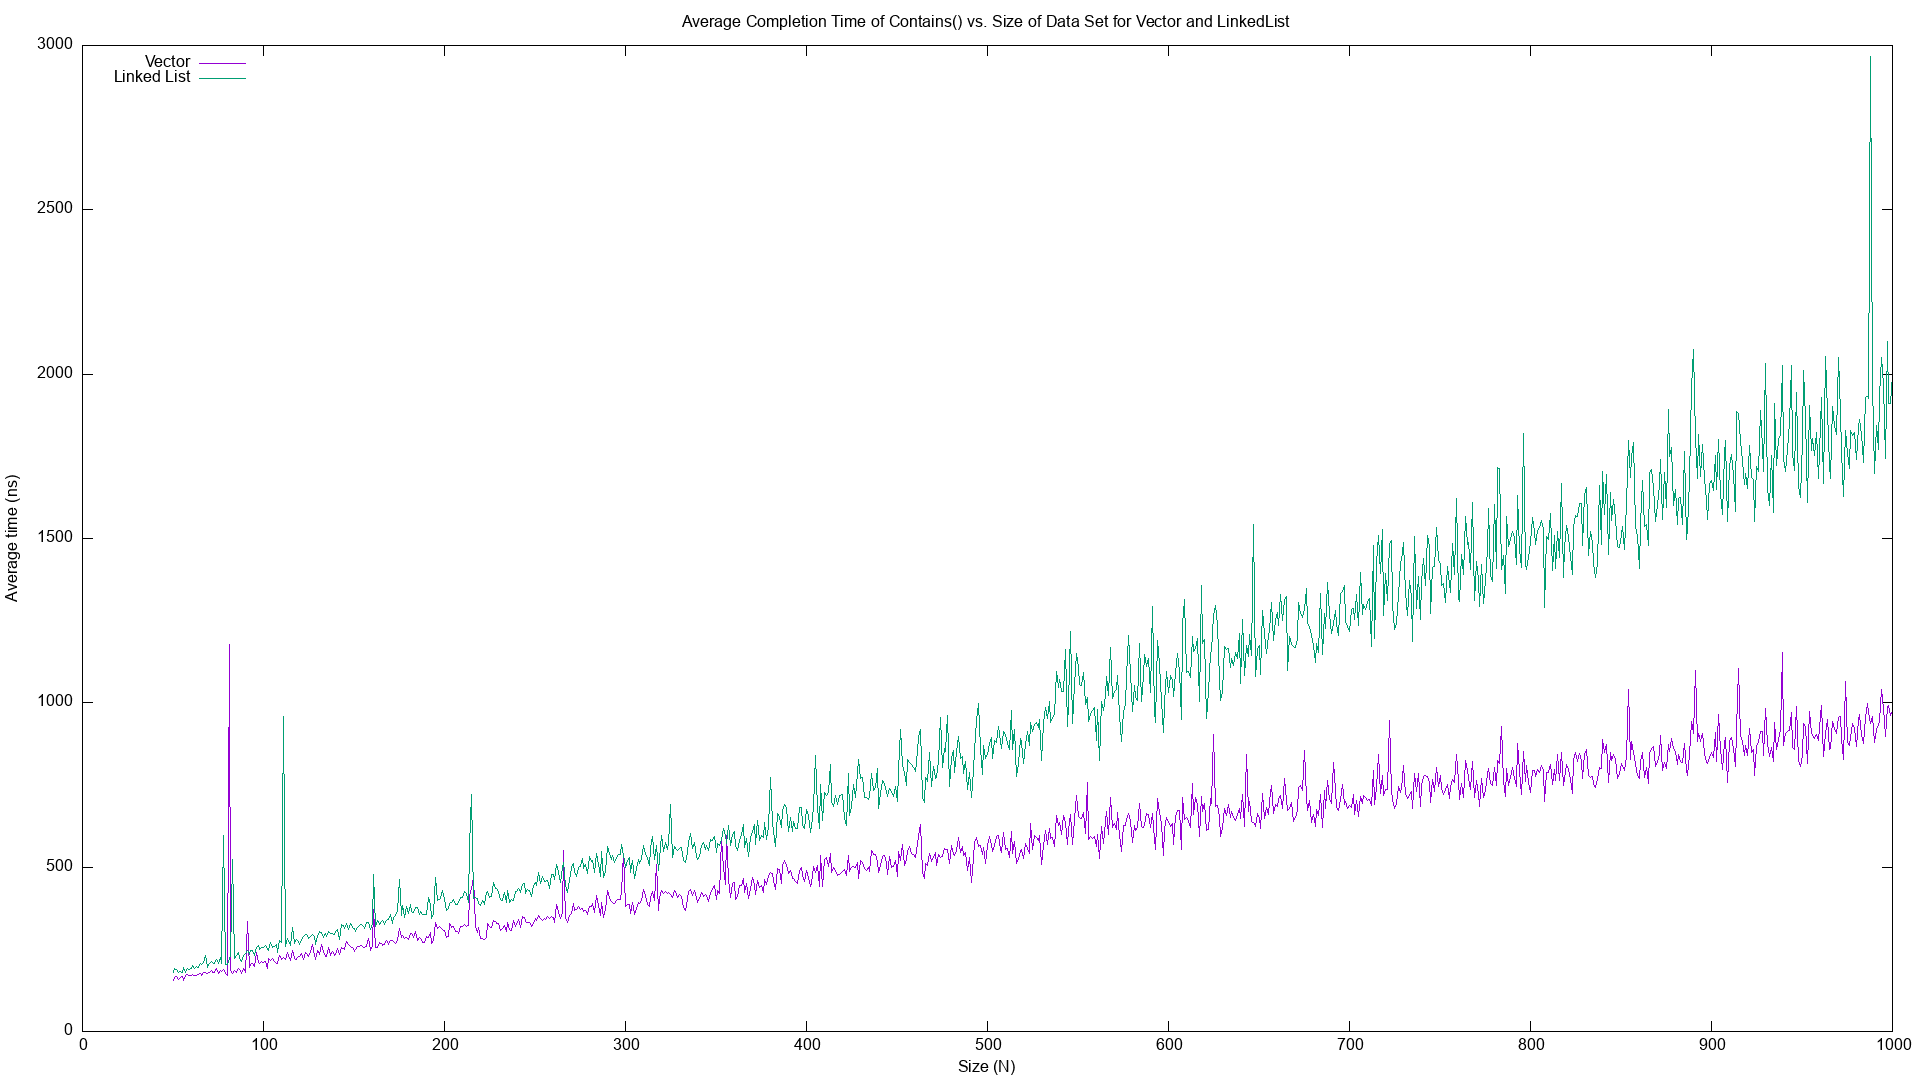 Average Completion Time of Contains() vs. Size of Data Set for Vector and LinkedList
3000
Vector
Linked List
2500
2000
1500
1000
500
0
Average time (ns)
0 100 200 300 400 500 600 700 800 900 1000
Size (N)